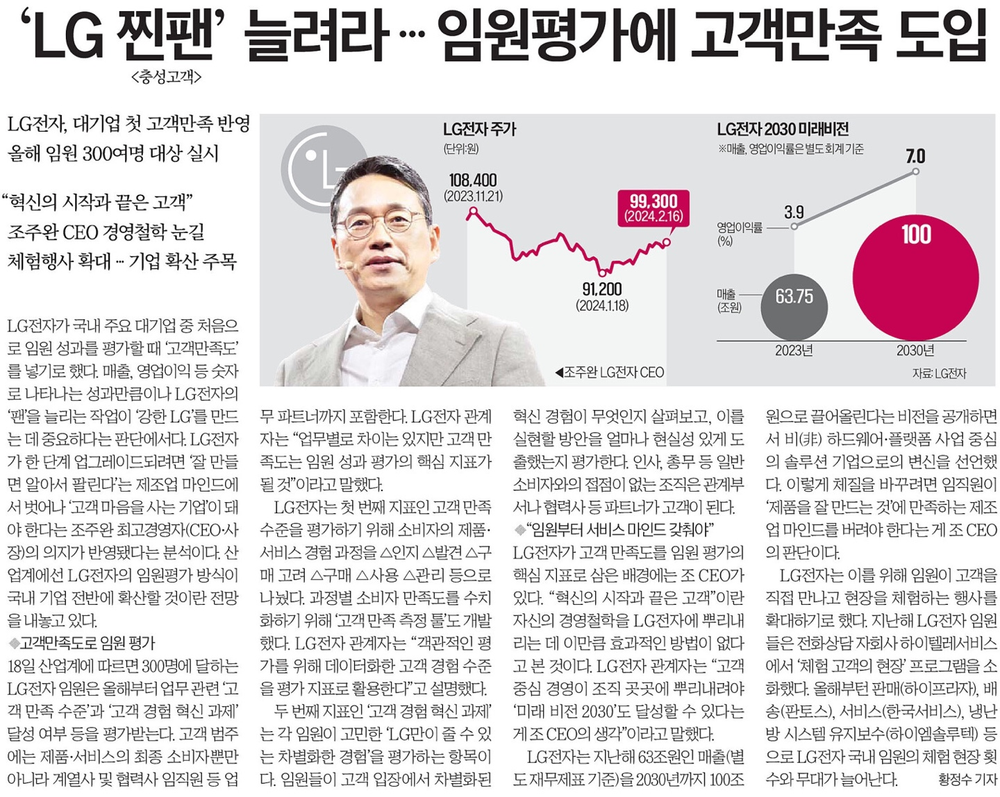 ‘LG 찐팬’ 늘려라… 임원평가에 고객만족 도입
<충성고객>
LG전자, 대기업 첫 고객만족 반영
올해 임원 300여명 대상 실시
“혁신의 시작과 끝은 고객”
조주완 CEO 경영철학 눈길
체험행사 확대… 기업 확산 주목
LG전자 주가
(단위:원)
108,400
(2023.11.21)
99,300
(2024.2.16)
91,200
(2024.1.18)
◀조주완 LG전자 CEO
LG전자 2030 미래비전
※매출, 영업이익률은 별도 회계 기준
7.0
3.9
영업이익률
(%)
100
매출
(조원)
63.75
2023년
2030년
자료: LG전자
LG전자가 국내 주요 대기업 중 처음으
로 임원 성과를 평가할 때 ‘고객만족도’
를 넣기로 했다. 매출, 영업이익 등 숫자
로 나타나는 성과만큼이나 LG전자의
‘팬’을 늘리는 작업이 ‘강한 LG’를 만드
는 데 중요하다는 판단에서다. LG전자
가 한 단계 업그레이드되려면 ‘잘 만들
면 알아서 팔린다’는 제조업 마인드에
서 벗어나 ‘고객 마음을 사는 기업’이 돼
야 한다는 조주완 최고경영자(CEO·사
장)의 의지가 반영됐다는 분석이다. 산
업계에선 LG전자의 임원평가 방식이
국내 기업 전반에 확산할 것이란 전망
을 내놓고 있다.
◈고객만족도로 임원 평가
18일 산업계에 따르면 300명에 달하는
LG전자 임원은 올해부터 업무 관련 ‘고
객 만족 수준’과 ‘고객 경험 혁신 과제’
달성 여부 등을 평가받는다. 고객 범주
에는 제품·서비스의 최종 소비자뿐만
아니라 계열사 및 협력사 임직원 등 업
무 파트너까지 포함한다. LG전자 관계
자는 “업무별로 차이는 있지만 고객 만
족도는 임원 성과 평가의 핵심 지표가
될 것”이라고 말했다.
LG전자는 첫 번째 지표인 고객 만족
수준을 평가하기 위해 소비자의 제품·
서비스 경험 과정을 △인지 △발견 △구
매 고려 △구매 △사용 △관리 등으로
나눴다. 과정별 소비자 만족도를 수치
화하기 위해 ‘고객 만족 측정 툴’도 개발
했다. LG전자 관계자는 “객관적인 평
가를 위해 데이터화한 고객 경험 수준
을 평가 지표로 활용한다”고 설명했다.
두 번째 지표인 ‘고객 경험 혁신 과제’
는 각 임원이 고민한 ‘LG만이 줄 수 있
는 차별화한 경험’을 평가하는 항목이
다. 임원들이 고객 입장에서 차별화된
혁신 경험이 무엇인지 살펴보고, 이를
실현할 방안을 얼마나 현실성 있게 도
출했는지 평가한다. 인사, 총무 등 일반
소비자와의 접점이 없는 조직은 관계부
서나 협력사 등 파트너가 고객이 된다.
◈“임원부터 서비스 마인드 갖춰야”
LG전자가 고객 만족도를 임원 평가의
핵심 지표로 삼은 배경에는 조 CEO가
있다. “혁신의 시작과 끝은 고객”이란
자신의 경영철학을 LG전자에 뿌리내
리는 데 이만큼 효과적인 방법이 없다
고 본 것이다. LG전자 관계자는 “고객
중심 경영이 조직 곳곳에 뿌리내려야
‘미래 비전 2030’도 달성할 수 있다는
게 조 CEO의 생각”이라고 말했다.
LG전자는 지난해 63조원인 매출(별
도 재무제표 기준)을 2030년까지 100조
원으로 끌어올린다는 비전을 공개하면
서 비(非) 하드웨어·플랫폼 사업 중심
의 솔루션 기업으로의 변신을 선언했
다. 이렇게 체질을 바꾸려면 임직원이
‘제품을 잘 만드는 것’에 만족하는 제조
업 마인드를 버려야 한다는 게 조 CEO
의 판단이다.
LG전자는 이를 위해 임원이 고객을
직접 만나고 현장을 체험하는 행사를
확대하기로 했다. 지난해 LG전자 임원
들은 전화상담 자회사 하이텔레서비스
에서 ‘체험 고객의 현장’ 프로그램을 소
화했다. 올해부턴 판매(하이프라자), 배
송(판토스), 서비스(한국서비스), 냉난
방 시스템 유지보수(하이엠솔루텍) 등
으로 LG전자 국내 임원의 체험 현장 횟
수와 무대가 늘어난다.
황정수 기자